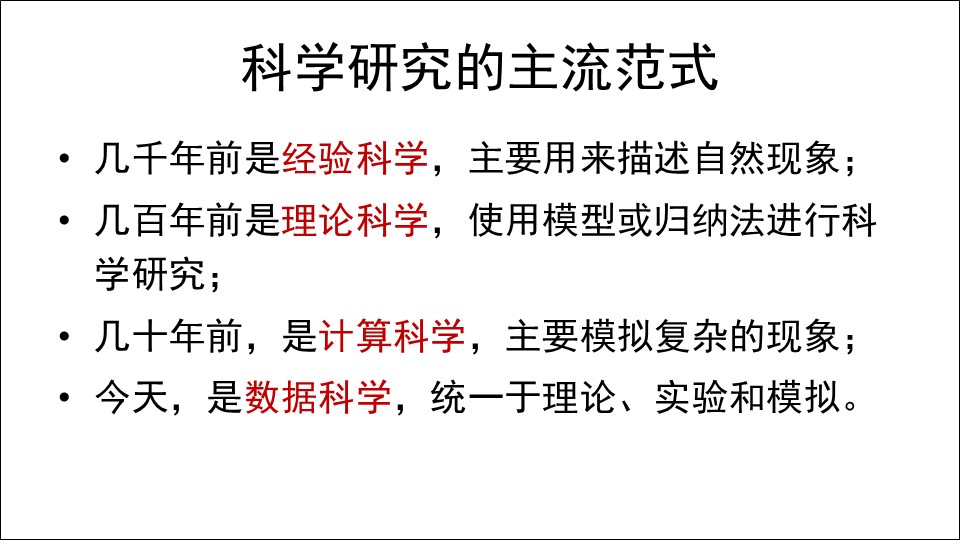 科学研究的主流范式
• 几千年前是经验科学，主要用来描述自然现象；
• 几百年前是理论科学，使用模型或归纳法进行科
学研究；
• 几十年前，是计算科学，主要模拟复杂的现象；
• 今天，是数据科学，统一于理论、实验和模拟。